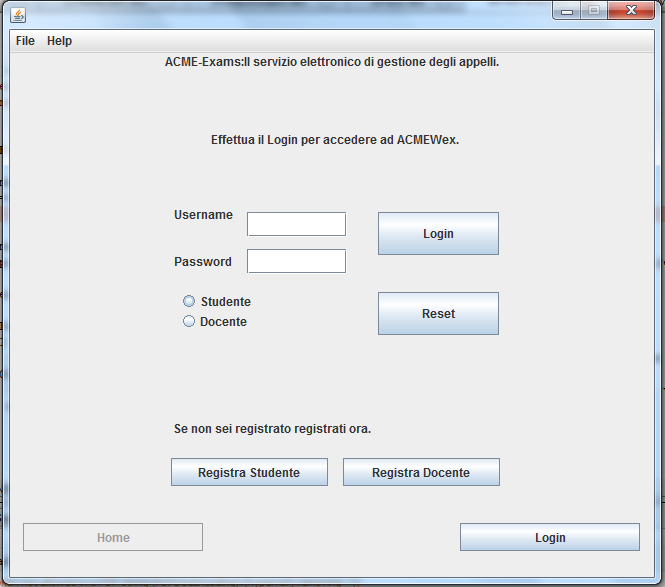 File Help
ACME-Exams:Il servizio elettronico di gestione degli appelli.
Effettua il Login per accedere ad ACMEWex.
Username
Login
Password
Studente
Docente
Reset
Se non sei registrato registrati ora.
Registra Studente Registra Docente
Home Login